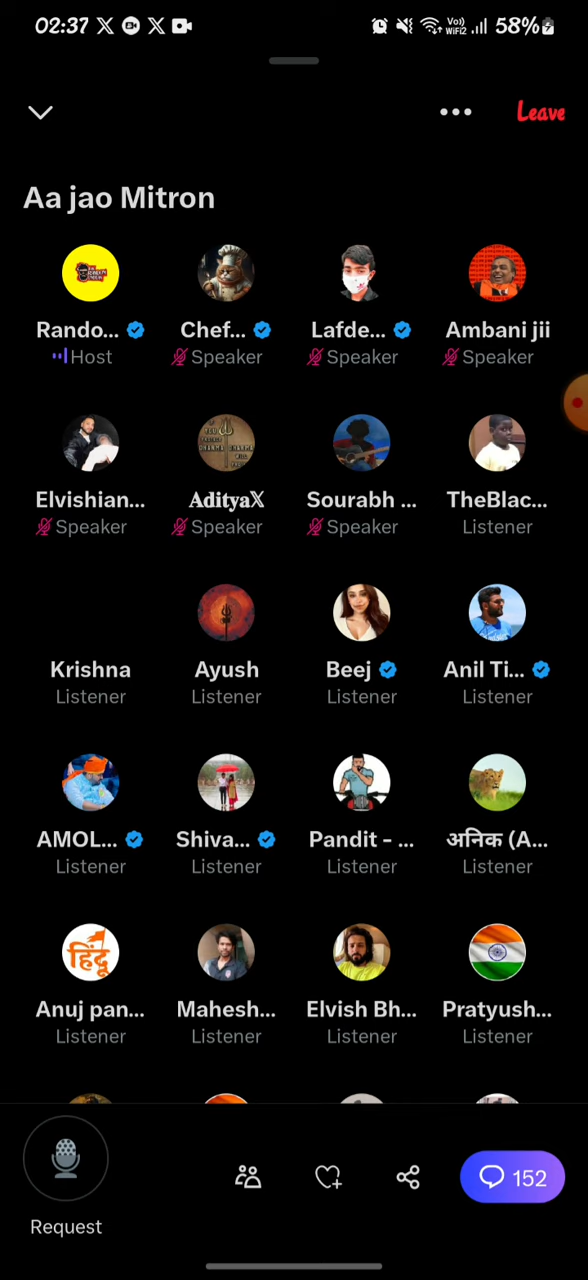 02:37
Vo))
WiFi2
58%
Leave
Aa jao Mitron
Rando... Chef... Lafde... Ambani jii
Host Speaker Speaker Speaker
Elvishian... AdityaX Sourabh ... TheBlac...
Speaker Speaker Speaker Listener
Krishna Ayush Beej Anil Ti...
Listener Listener Listener Listener
AMOL... Shiva... Pandit - ... अनिक (A...
Listener Listener Listener Listener
हिंदू
Anuj pan... Mahesh... Elvish Bh... Pratyush...
Listener Listener Listener Listener
152
Request